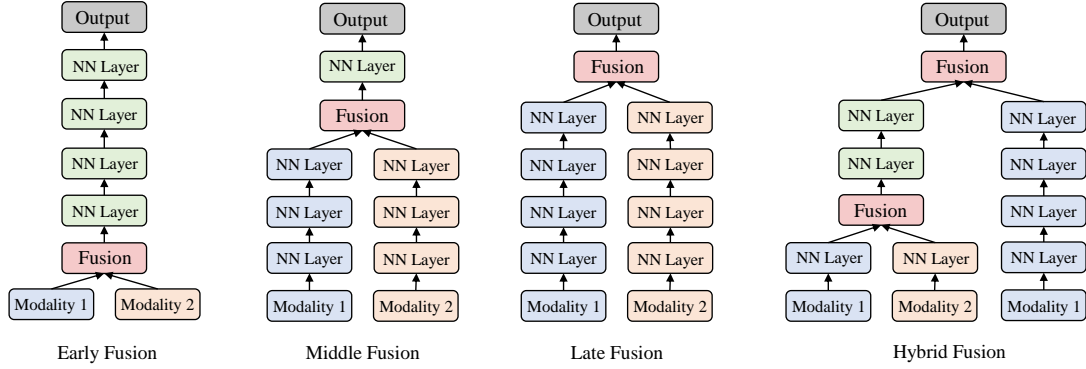 Output
NN Layer
NN Layer
NN Layer
NN Layer
Fusion
Modality 1 Modality 2
Early Fusion
Output
NN Layer
Fusion
NN Layer NN Layer
NN Layer NN Layer
NN Layer NN Layer
Modality 1 Modality 2
Middle Fusion
Output
Fusion
NN Layer NN Layer
NN Layer NN Layer
NN Layer NN Layer
NN Layer NN Layer
Modality 1 Modality 2
Late Fusion
Output
Fusion
NN Layer NN Layer
NN Layer NN Layer
Fusion NN Layer
NN Layer NN Layer NN Layer
Modality 1 Modality 2 Modality 1
Hybrid Fusion